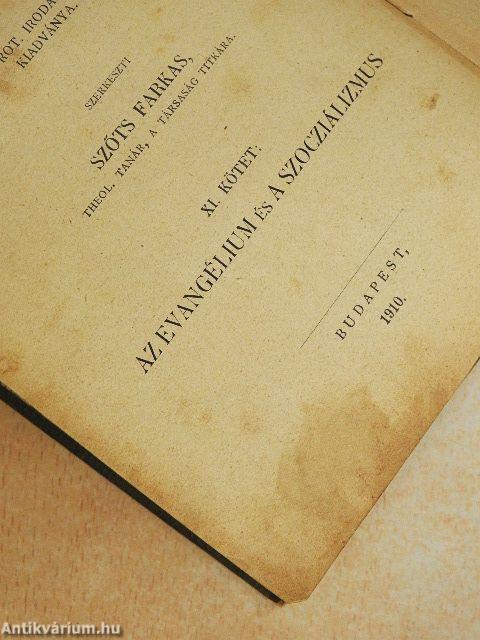 ROT. IRODA
KIADVÁNYA.
SZERKESZTI
SZŐTS FARKAS,
THEOL. TANÁR, A TÁRSASÁG TITKÁRA.
XI. KÖTET:
AZ EVANGÉLIUM ÉS A SZOCZIÁLIZMUS
BUDAPEST,
1910.
Antikvárium.hu